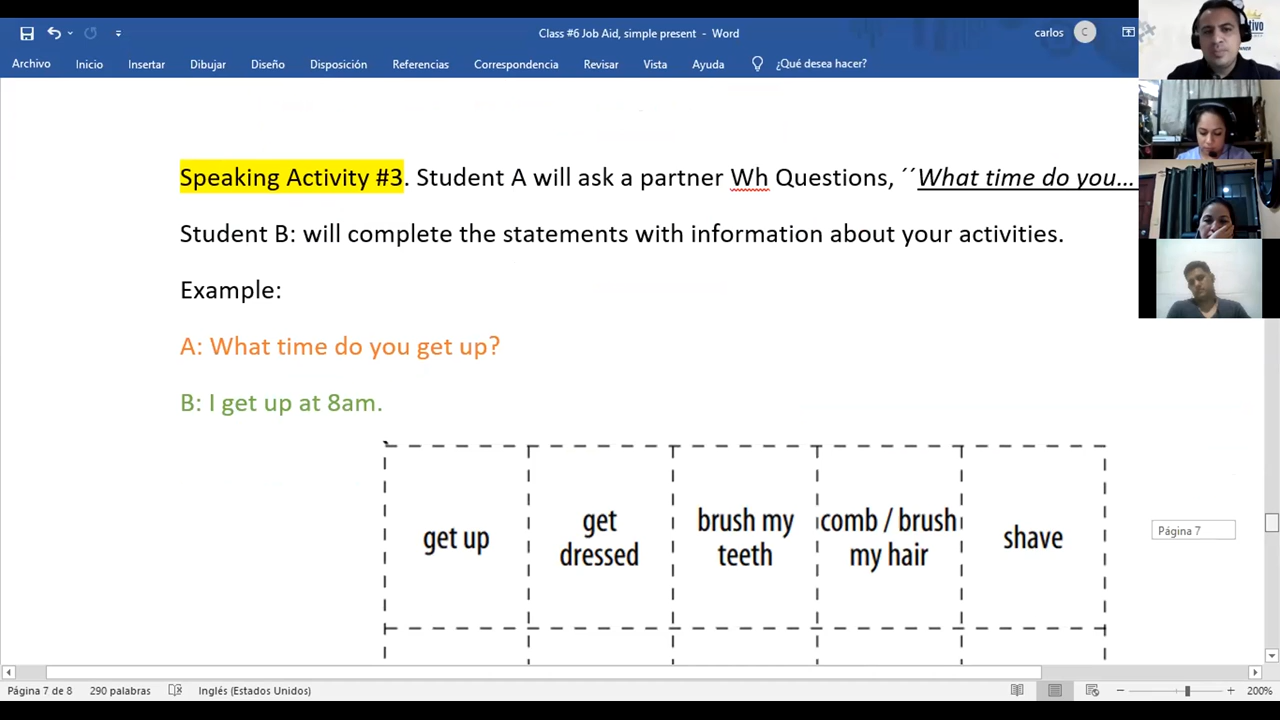 Class #6 Job Aid, simple present - Word
carlos
C
Archivo
Inicio
Insertar
Dibujar
Diseño
Disposición
Referencias
Correspondencia
Revisar
Vista
Ayuda
¿Qué desea hacer?
Speaking Activity #3. Student A will ask a partner Wh Questions, ´´What time do you...
Student B: will complete the statements with information about your activities.
Example:
A: What time do you get up?
B: I get up at 8am.
get up
get
dressed
brush my
teeth
comb / brush
my hair
shave
Página 7
Página 7 de 8
290 palabras
Inglés (Estados Unidos)
200%